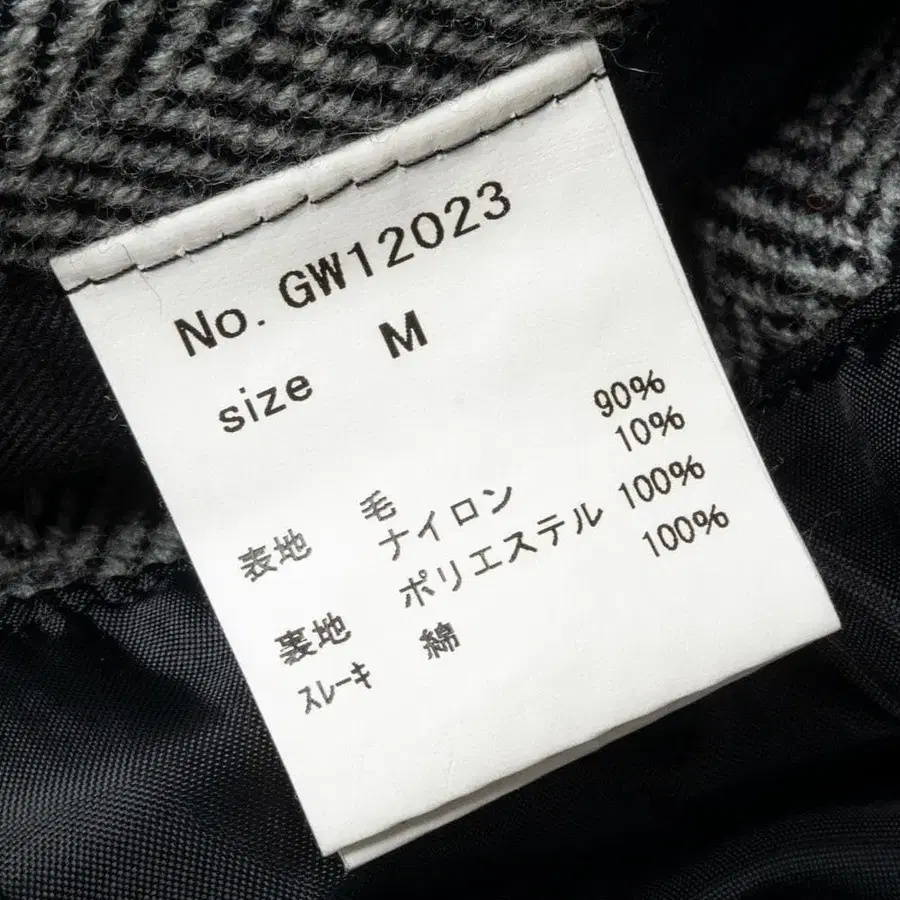 No. GW12023
size M
表地 毛 90%
ナイロン 10%
裏地 ポリエステル 100%
スレーキ 綿 100%